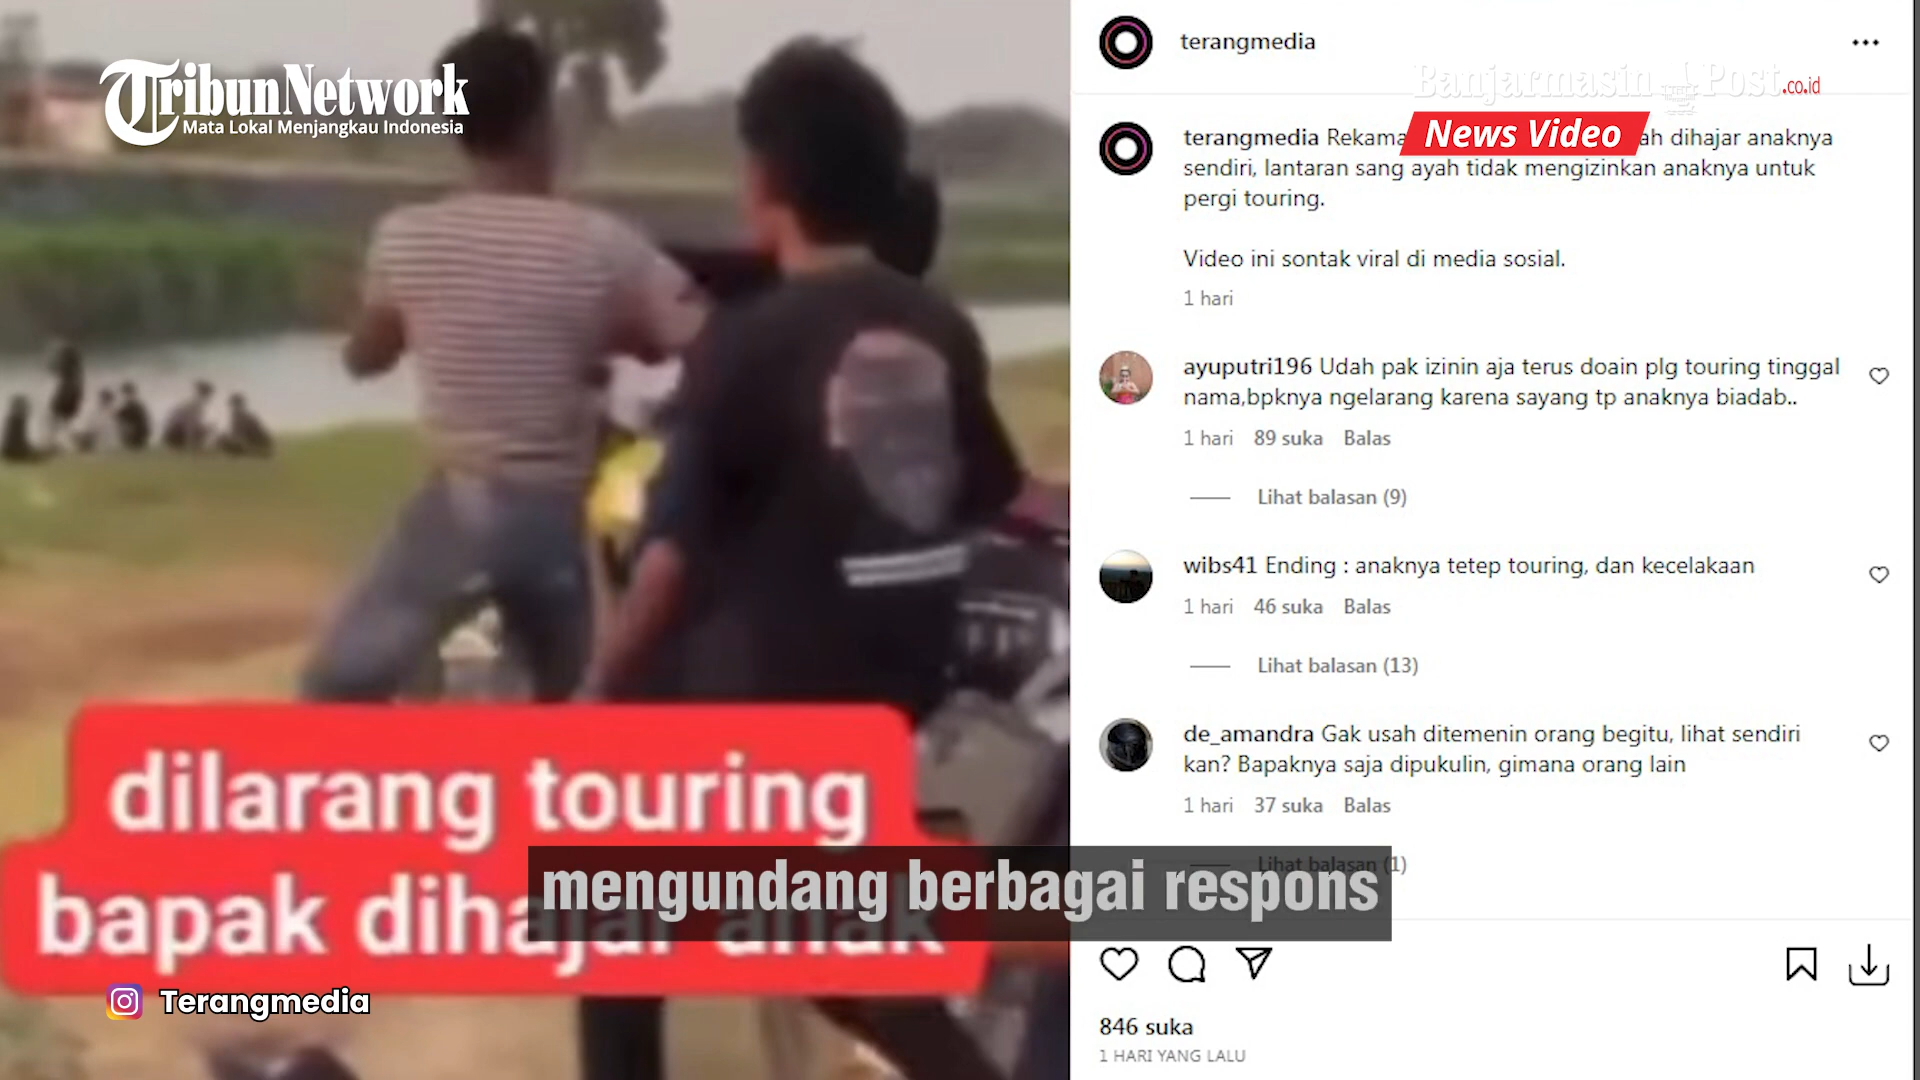 TribunNetwork
Mata Lokal Menjangkau Indonesia
dilarang touring
bapak dihajar anak
Terangmedia
mengundang berbagai respons
terangmedia
Banjarmasin Post.co.id
News Video
terangmedia Rekama ah dihajar anaknya
sendiri, lantaran sang ayah tidak mengizinkan anaknya untuk
pergi touring.
Video ini sontak viral di media sosial.
1 hari
ayuputri196 Udah pak izinin aja terus doain plg touring tinggal
nama,bpknya ngelarang karena sayang tp anaknya biadab..
1 hari 89 suka Balas
Lihat balasan (9)
wibs41 Ending : anaknya tetep touring, dan kecelakaan
1 hari 46 suka Balas
Lihat balasan (13)
de_amandra Gak usah ditemenin orang begitu, lihat sendiri
kan? Bapaknya saja dipukulin, gimana orang lain
1 hari 37 suka Balas
Lihat balasan (1)
846 suka
1 HARI YANG LALU